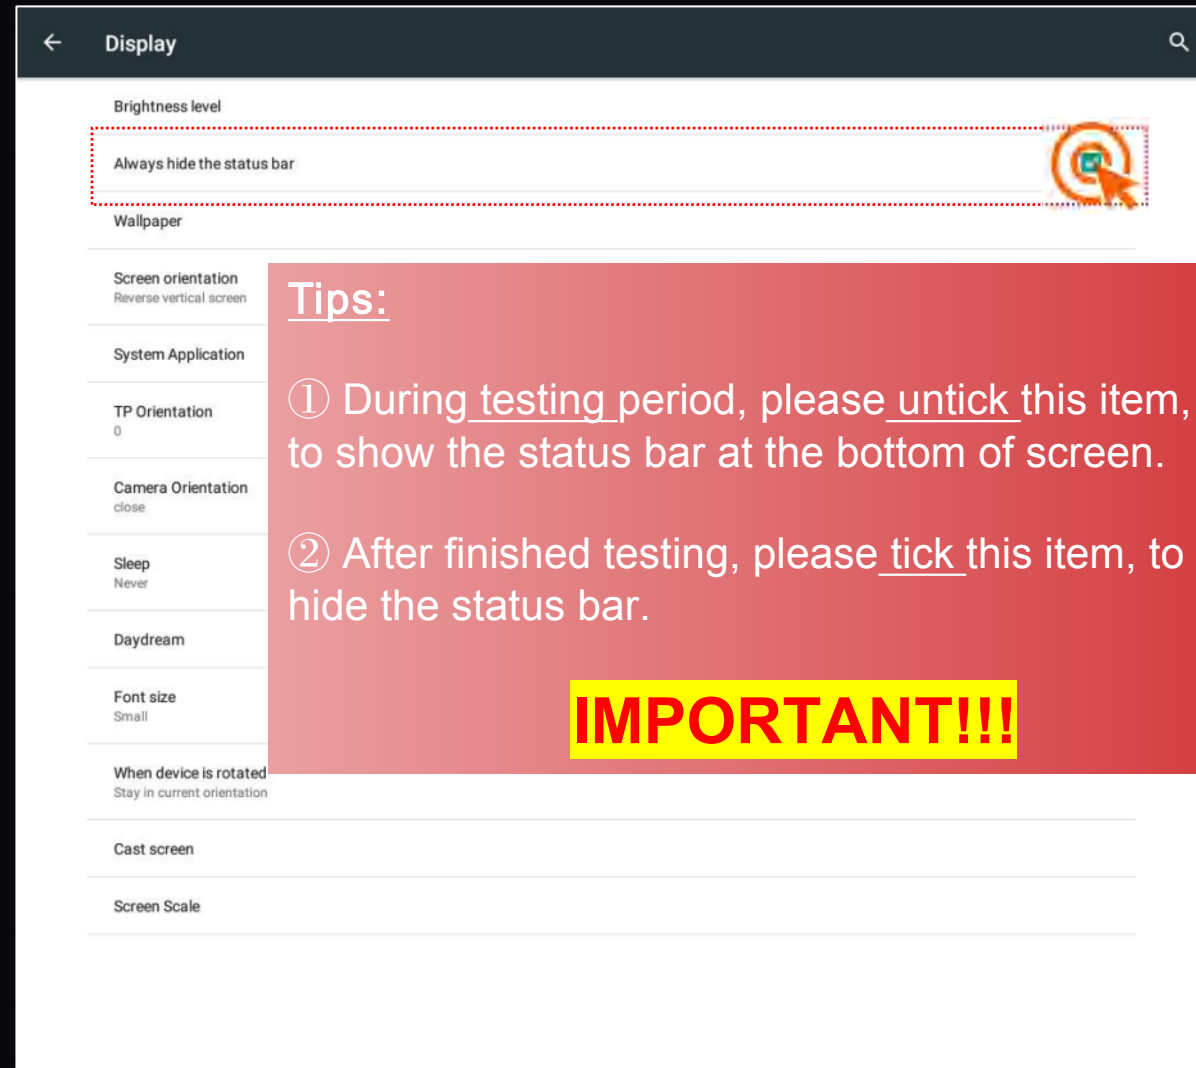 Display
Brightness level
Always hide the status bar
Wallpaper
Screen orientation
Reverse vertical screen
System Application
TP Orientation
0
Camera Orientation
close
Sleep
Never
Daydream
Font size
Small
When device is rotated
Stay in current orientation
Cast screen
Screen Scale
Tips:
① During testing period, please untick this item,
to show the status bar at the bottom of screen.
② After finished testing, please tick this item, to
hide the status bar.
IMPORTANT!!!